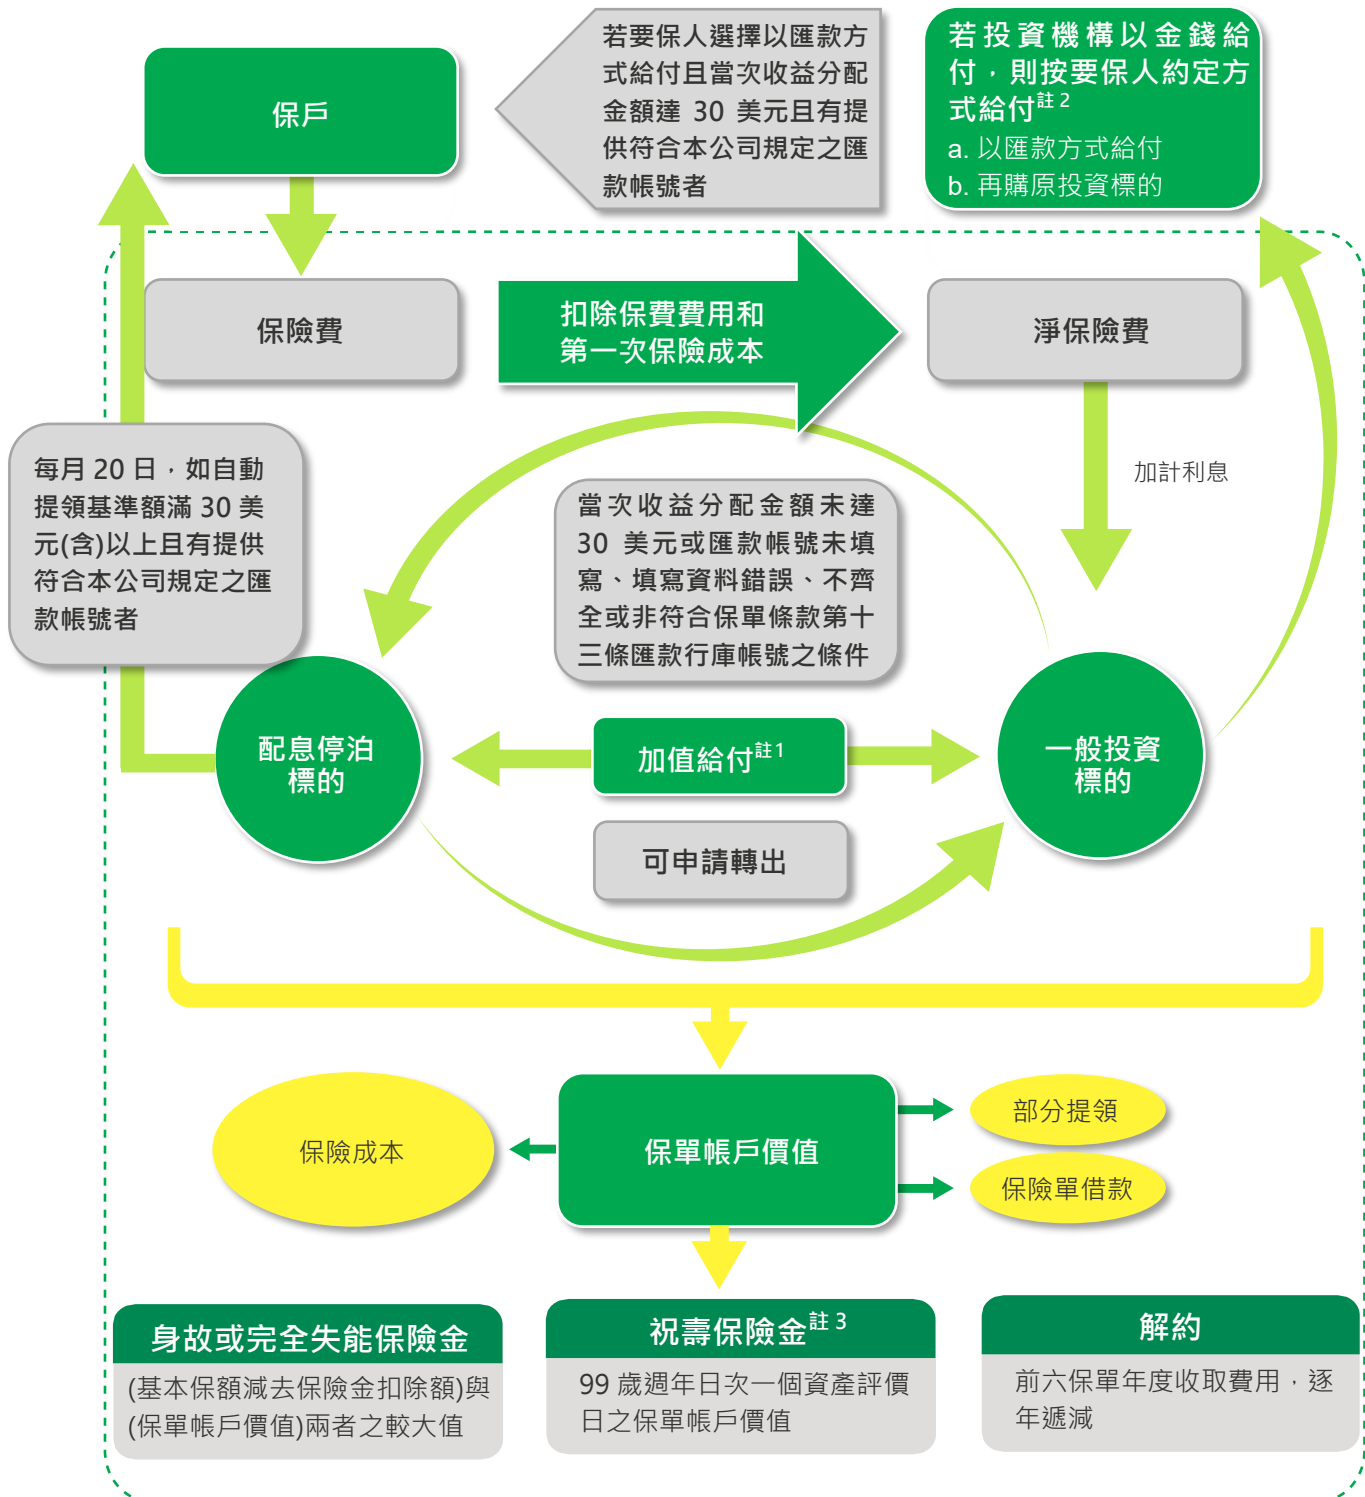 保戶
若要保人選擇以匯款方
式給付且當次收益分配
金額達 30 美元且有提
供符合本公司規定之匯
款帳號者
若投資機構以金錢給
付，則按要保人約定方
式給付註 2
a. 以匯款方式給付
b. 再購原投資標的
保險費
扣除保費費用和
第一次保險成本
淨保險費
加計利息
每月 20 日，如自動
提領基準額滿 30 美
元(含)以上且有提供
符合本公司規定之匯
款帳號者
當次收益分配金額未達
30 美元或匯款帳號未填
寫、填寫資料錯誤、不齊
全或非符合保單條款第十
三條匯款行庫帳號之條件
配息停泊
標的
加值給付註1
一般投資
標的
可申請轉出
保險成本
保單帳戶價值
部分提領
保險單借款
身故或完全失能保險金
(基本保額減去保險金扣除額)與
(保單帳戶價值)兩者之較大值
祝壽保險金註 3
99 歲週年日次一個資產評價
日之保單帳戶價值
解約
前六保單年度收取費用，逐
年遞減